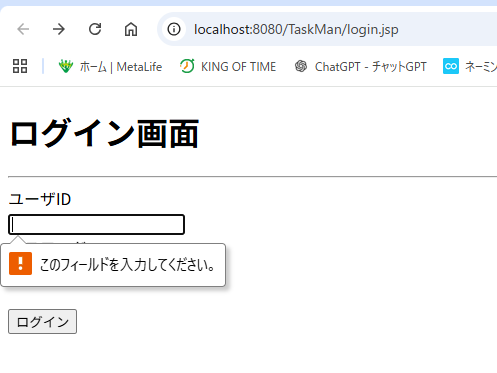 localhost:8080/TaskMan/login.jsp
ホーム | MetaLife
KING OF TIME
ChatGPT - チャットGPT
ネーミン
ログイン画面
ユーザID
このフィールドを入力してください。
ログイン